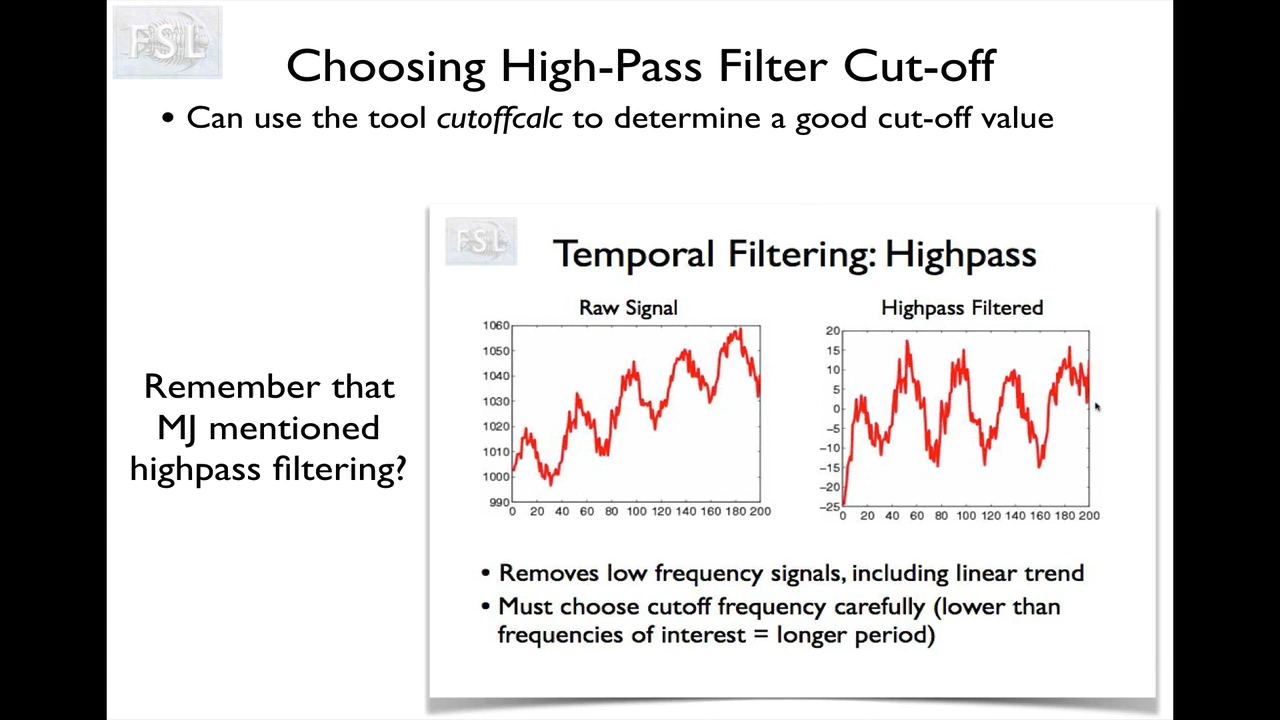 FSL
Choosing High-Pass Filter Cut-off
• Can use the tool cutoffcalc to determine a good cut-off value
Remember that
MJ mentioned
highpass filtering?
FSL
Temporal Filtering: Highpass
Raw Signal
1060
1050
1040
1030
1020
1010
1000
990
0 20 40 60 80 100 120 140 160 180 200
Highpass Filtered
20
15
10
5
0
−5
−10
−15
−20
−25
0 20 40 60 80 100 120 140 160 180 200
• Removes low frequency signals, including linear trend
• Must choose cutoff frequency carefully (lower than
frequencies of interest = longer period)